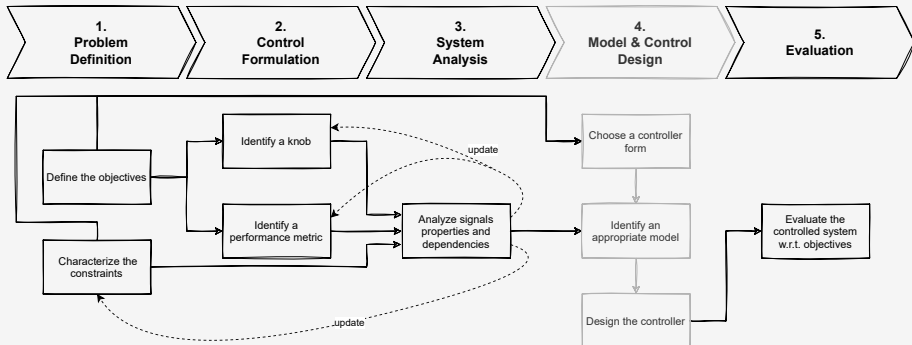 1.
Problem
Definition
2.
Control
Formulation
3.
System
Analysis
4.
Model & Control
Design
5.
Evaluation
Define the objectives
Characterize the
constraints
Identify a knob
Identify a
performance metric
Analyze signals
properties and
dependencies
update
update
Choose a controller
form
Identify an
appropriate model
Design the controller
Evaluate the
controlled system
w.r.t. objectives